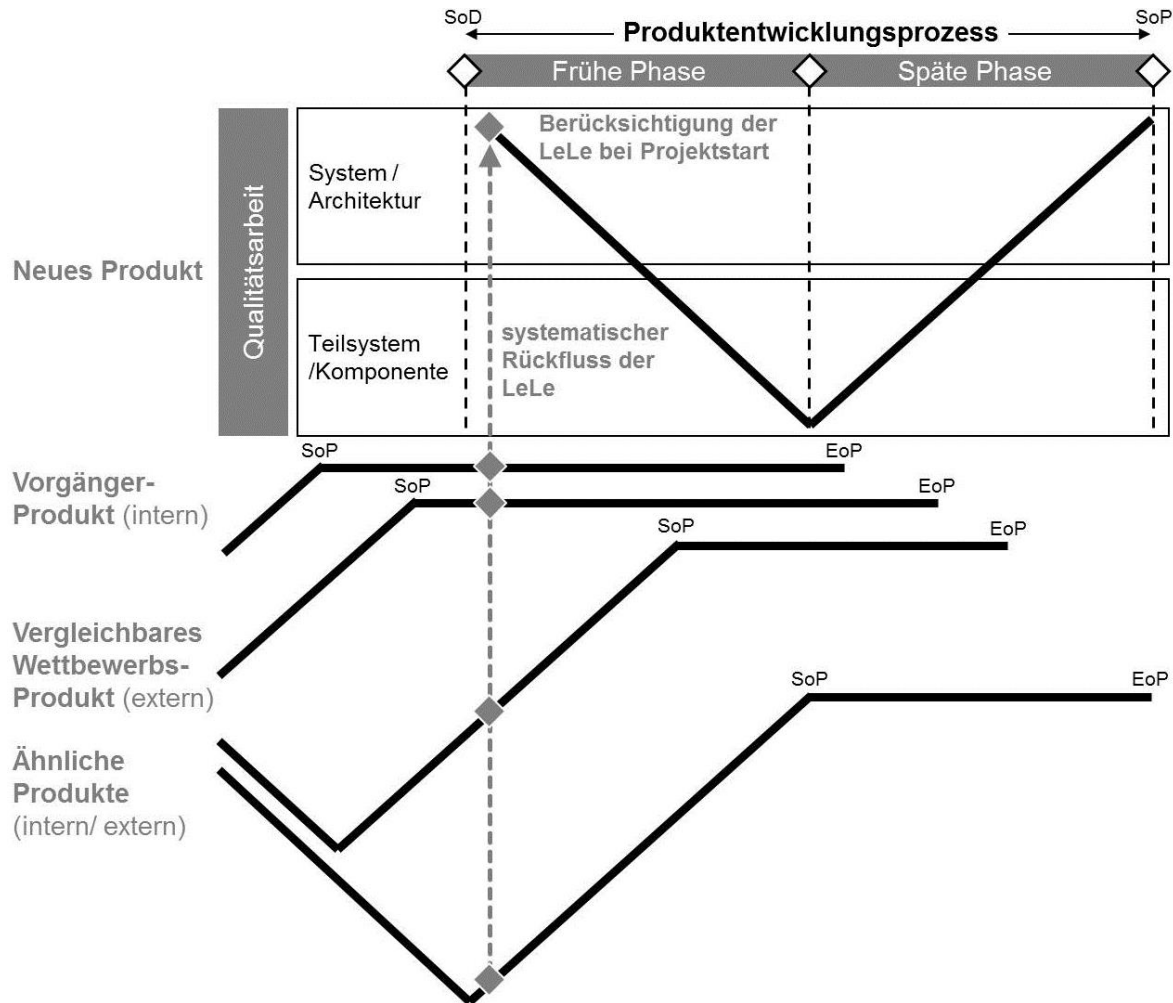 SoD
SoP
Produktentwicklungsprozess
Frühe Phase
Späte Phase
Neues Produkt
Qualitätsarbeit
System /
Architektur
Berücksichtigung der
LeLe bei Projektstart
Teilsystem
/Komponente
systematischer
Rückfluss der
LeLe
Vorgänger-
Produkt (intern)
SoP
EoP
SoP
EoP
SoP
EoP
Vergleichbares
Wettbewerbs-
Produkt (extern)
SoP
EoP
Ähnliche
Produkte
(intern/ extern)